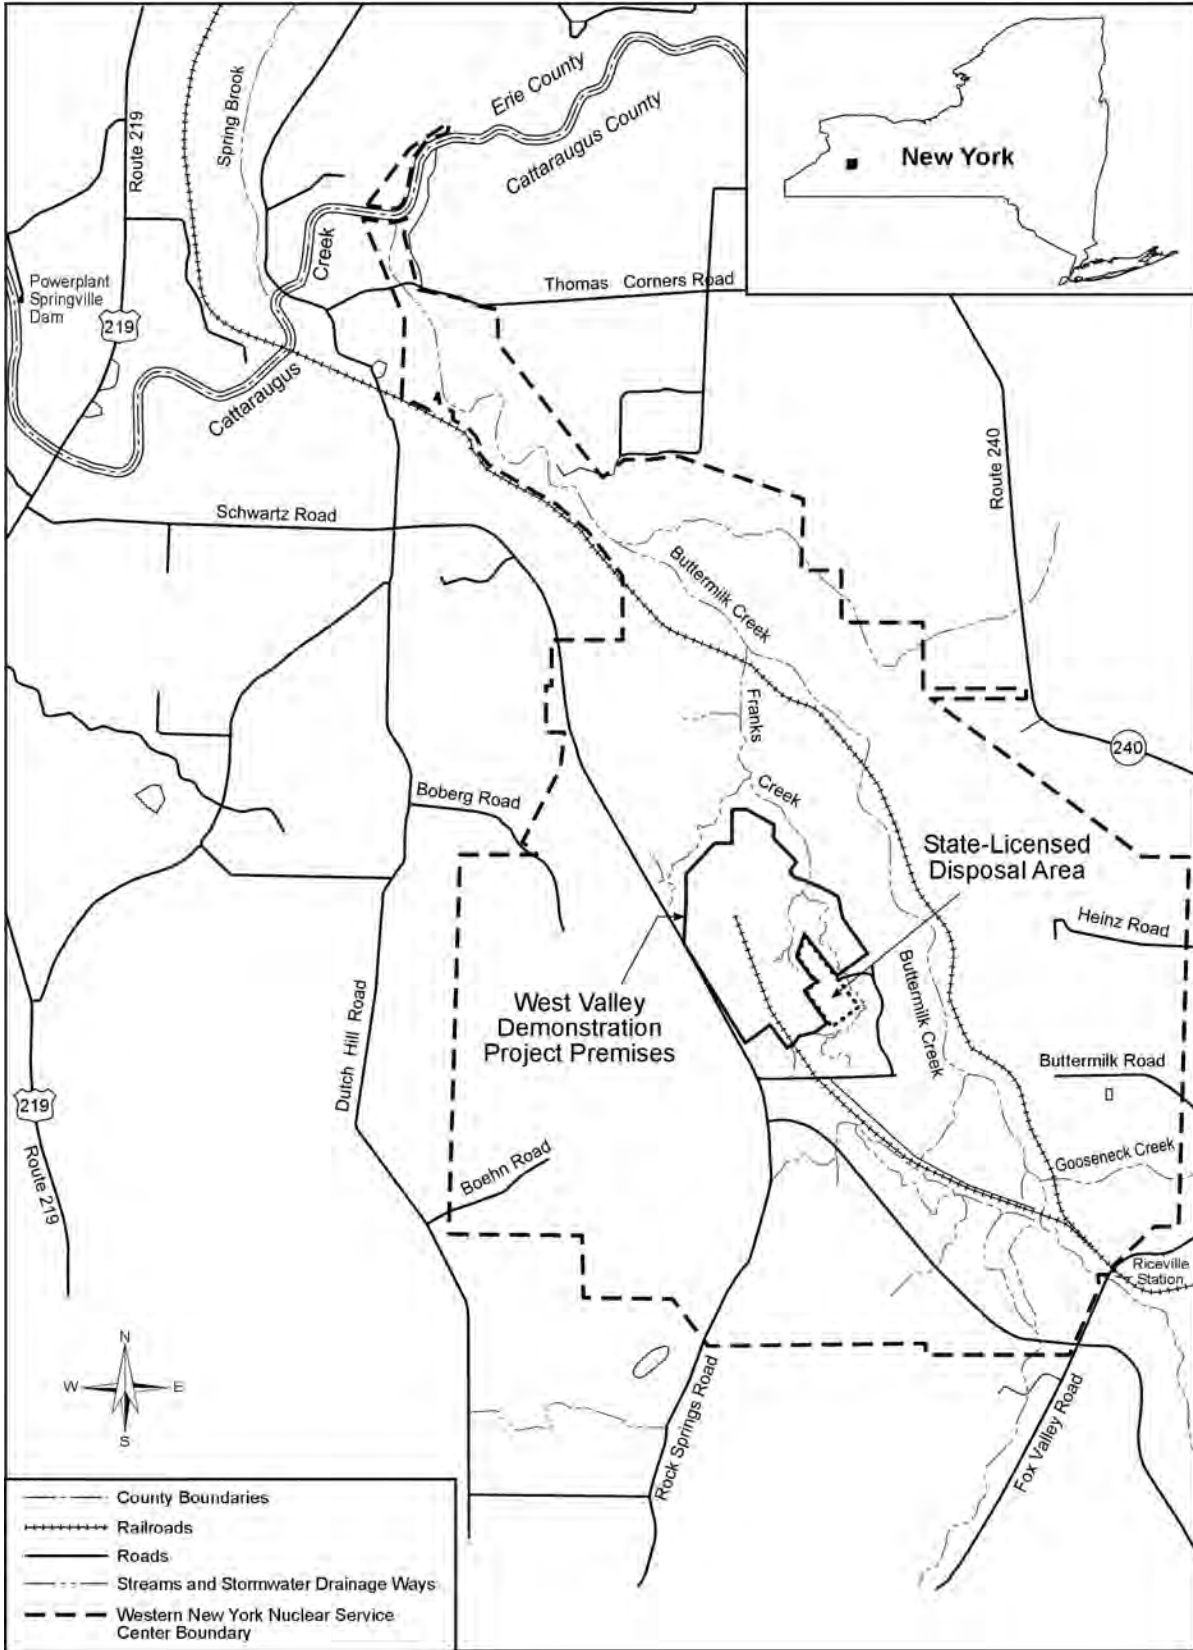 Erie County
Cattaraugus County
Spring Brook
Route 219
New York
Creek
Powerplant
Springville
Dam
219
Thomas Corners Road
Cattaraugus
Route 240
Schwartz Road
Buttermilk Creek
Franks
Creek
240
Boberg Road
State-Licensed
Disposal Area
Heinz Road
West Valley
Demonstration
Project Premises
Buttermilk Creek
Dutch Hill Road
Buttermilk Road
219
Route 219
Boehn Road
Gooseneck Creek
Riceville
Station
N
W
E
S
Rock Springs Road
Fox Valley Road
County Boundaries
Railroads
Roads
Streams and Stormwater Drainage Ways
Western New York Nuclear Service
Center Boundary